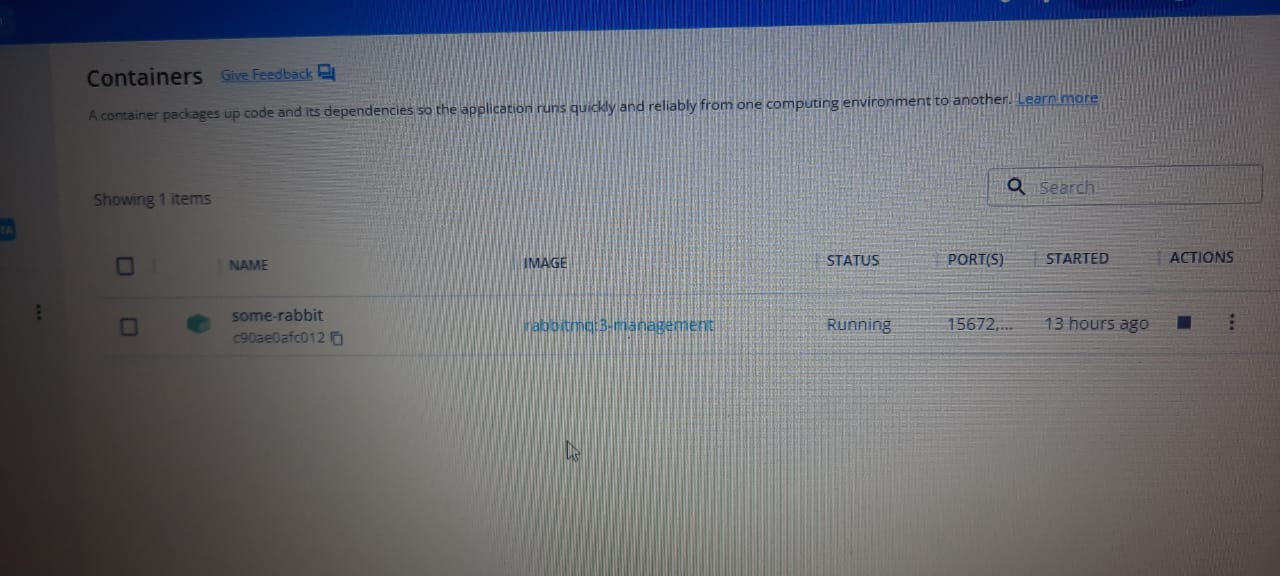 Containers Give Feedback
A container packages up code and its dependencies so the application runs quickly and reliably from one computing environment to another. Learn more
Showing 1 items
Search
TA
NAME IMAGE STATUS PORT(S) STARTED ACTIONS
some-rabbit rabbitmq:3-management Running 15672,... 13 hours ago
c90ae0afc012